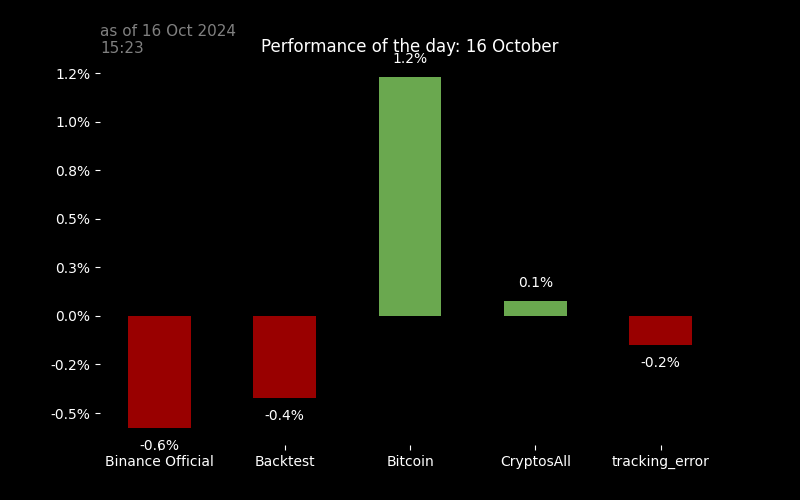 as of 16 Oct 2024
15:23
Performance of the day: 16 October
1.2%
1.2%
1.0%
0.8%
0.5%
0.3%
0.1%
0.0%
-0.2%
-0.2%
-0.4%
-0.5%
-0.6%
Binance Official
Backtest
Bitcoin
CryptosAll
tracking_error